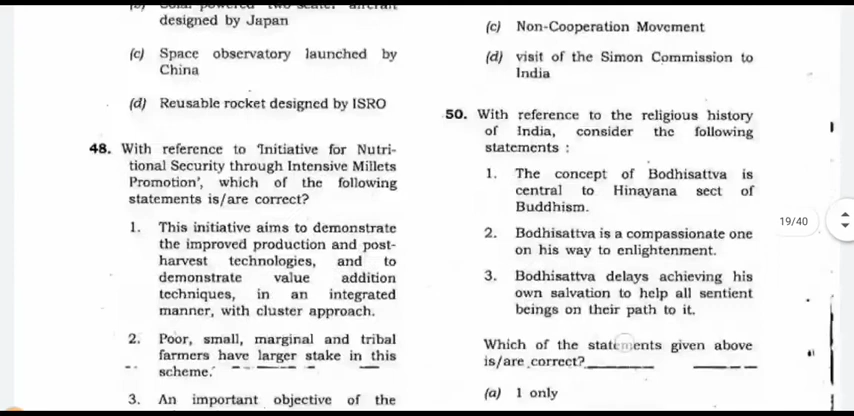 designed by Japan
(c) Space observatory launched by
China
(d) Reusable rocket designed by ISRO
48. With reference to 'Initiative for Nutri-
tional Security through Intensive Millets
Promotion', which of the following
statements is/are correct?
1. This initiative aims to demonstrate
the improved production and post-
harvest technologies, and to
demonstrate value addition
techniques, in an integrated
manner, with cluster approach.
2. Poor, small, marginal and tribal
farmers have larger stake in this
scheme.
3. An important objective of the
(c) Non-Cooperation Movement
(d) visit of the Simon Commission to
India
50. With reference to the religious history
of India, consider the following
statements :
1. The concept of Bodhisattva is
central to Hinayana sect of
Buddhism.
2. Bodhisattva is a compassionate one
on his way to enlightenment.
3. Bodhisattva delays achieving his
own salvation to help all sentient
beings on their path to it.
Which of the statements given above
is/are correct?
(a) 1 only
19/40